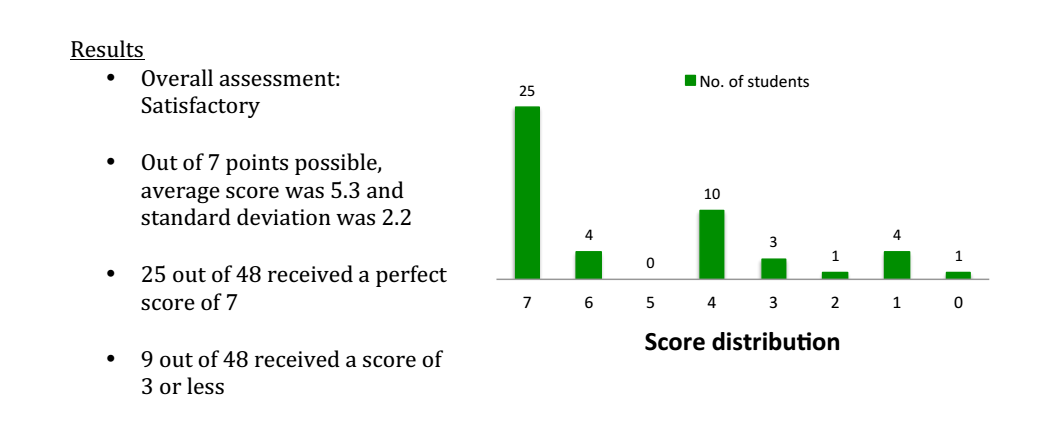 Results
• Overall assessment:
Satisfactory
• Out of 7 points possible,
average score was 5.3 and
standard deviation was 2.2
• 25 out of 48 received a perfect
score of 7
• 9 out of 48 received a score of
3 or less
No. of students
25
4
0
10
3
1
4
1
7 6 5 4 3 2 1 0
Score distribution